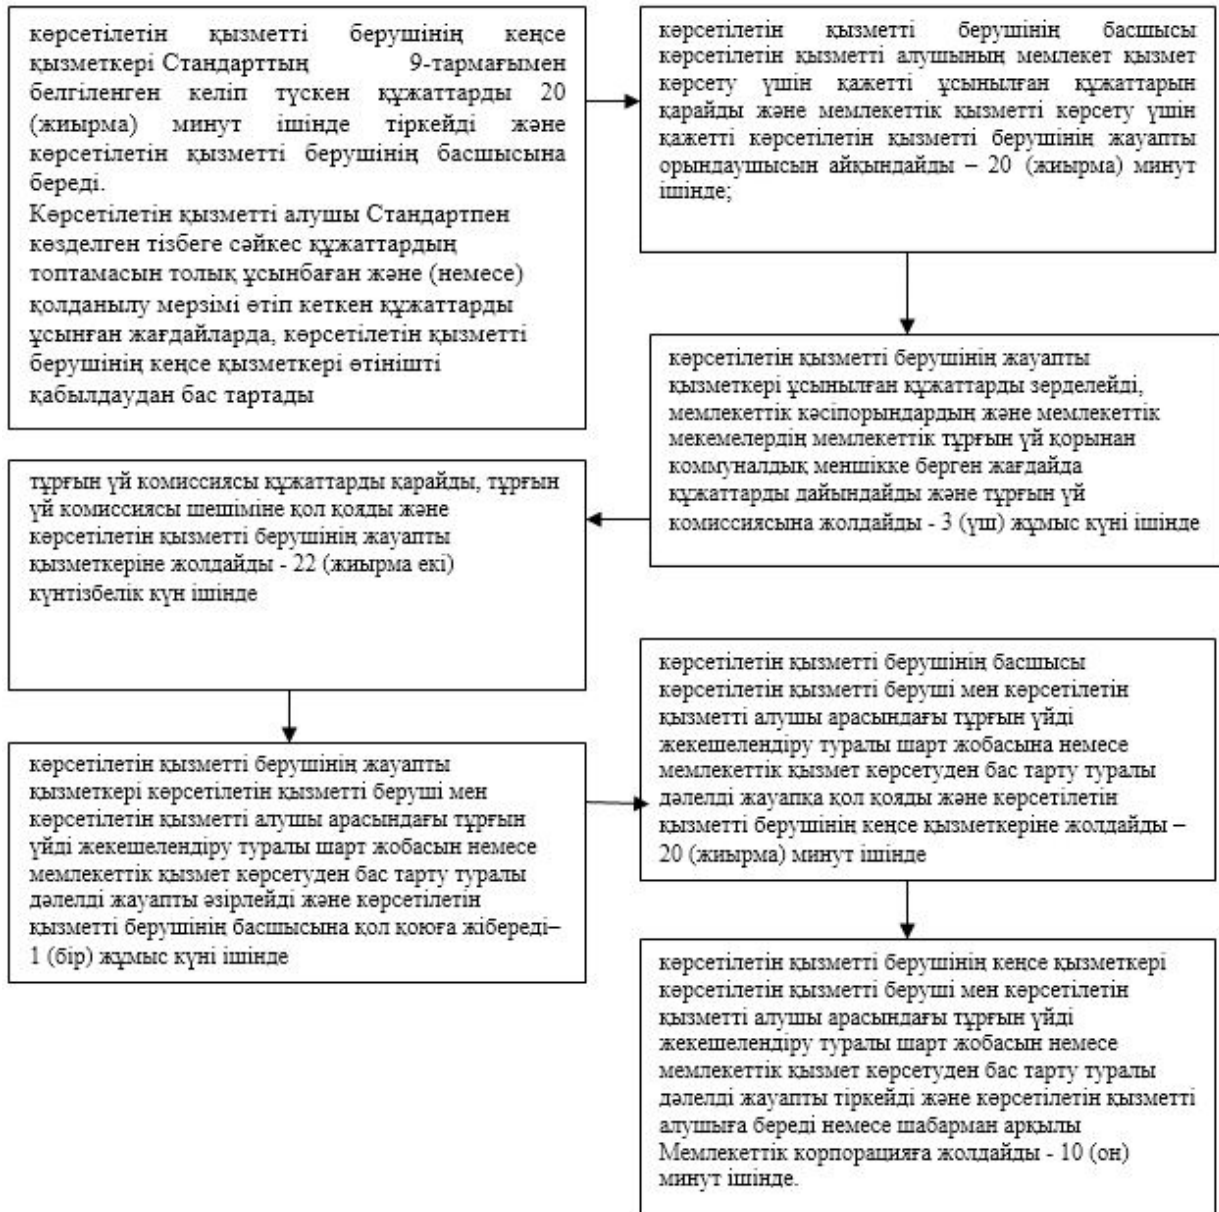 көрсетілетін қызметті берушінің кеңсе
қызметкері Стандарттың 9-тармағымен
белгіленген келіп түскен құжаттарды 20
(жиырма) минут ішінде тіркейді және
көрсетілетін қызметті берушінің басшысына
береді.
Көрсетілетін қызметті алушы Стандартпен
көзделген тізбеге сәйкес құжаттардың
топтамасын толық ұсынбаған және (немесе)
қолданылу мерзімі өтіп кеткен құжаттарды
ұсынған жағдайларда, көрсетілетін қызметті
берушінің кеңсе қызметкері өтінішті
қабылдаудан бас тартады
көрсетілетін қызметті берушінің басшысы
көрсетілетін қызметті алушының мемлекет қызмет
көрсету үшін қажетті ұсынылған құжаттарын
қарайды және мемлекеттік қызметті көрсету үшін
қажетті көрсетілетін қызметті берушінің жауапты
орындаушысын айқындайды – 20 (жиырма) минут
ішінде;
көрсетілетін қызметті берушінің жауапты
қызметкері ұсынылған құжаттарды зерделейді,
мемлекеттік кәсіпорындардың және мемлекеттік
мекемелердің мемлекеттік тұрғын үй қорынан
коммуналдық меншікке берген жағдайда
құжаттарды дайындайды және тұрғын үй
комиссиясына жолдайды - 3 (үш) жұмыс күні ішінде
тұрғын үй комиссиясы құжаттарды қарайды, тұрғын
үй комиссиясы шешіміне қол қояды және
көрсетілетін қызметті берушінің жауапты
қызметкеріне жолдайды - 22 (жиырма екі)
күнтізбелік күн ішінде
көрсетілетін қызметті берушінің жауапты
қызметкері көрсетілетін қызметті беруші мен
көрсетілетін қызметті алушы арасындағы тұрғын
үйді жекешелендіру туралы шарт жобасын немесе
мемлекеттік қызмет көрсетуден бас тарту туралы
дәлелді жауапты әзірлейді және көрсетілетін
қызметті берушінің басшысына қол қоюға жібереді–
1 (бір) жұмыс күні ішінде
көрсетілетін қызметті берушінің басшысы
көрсетілетін қызметті беруші мен көрсетілетін
қызметті алушы арасындағы тұрғын үйді
жекешелендіру туралы шарт жобасына немесе
мемлекеттік қызмет көрсетуден бас тарту туралы
дәлелді жауапқа қол қояды және көрсетілетін
қызметті берушінің кеңсе қызметкеріне жолдайды –
20 (жиырма) минут ішінде
көрсетілетін қызметті берушінің кеңсе қызметкері
көрсетілетін қызметті беруші мен көрсетілетін
қызметті алушы арасындағы тұрғын үйді
жекешелендіру туралы шарт жобасын немесе
мемлекеттік қызмет көрсетуден бас тарту туралы
дәлелді жауапты тіркейді және көрсетілетін қызметті
алушыға береді немесе шабарман арқылы
Мемлекеттік корпорацияға жолдайды - 10 (он)
минут ішінде.